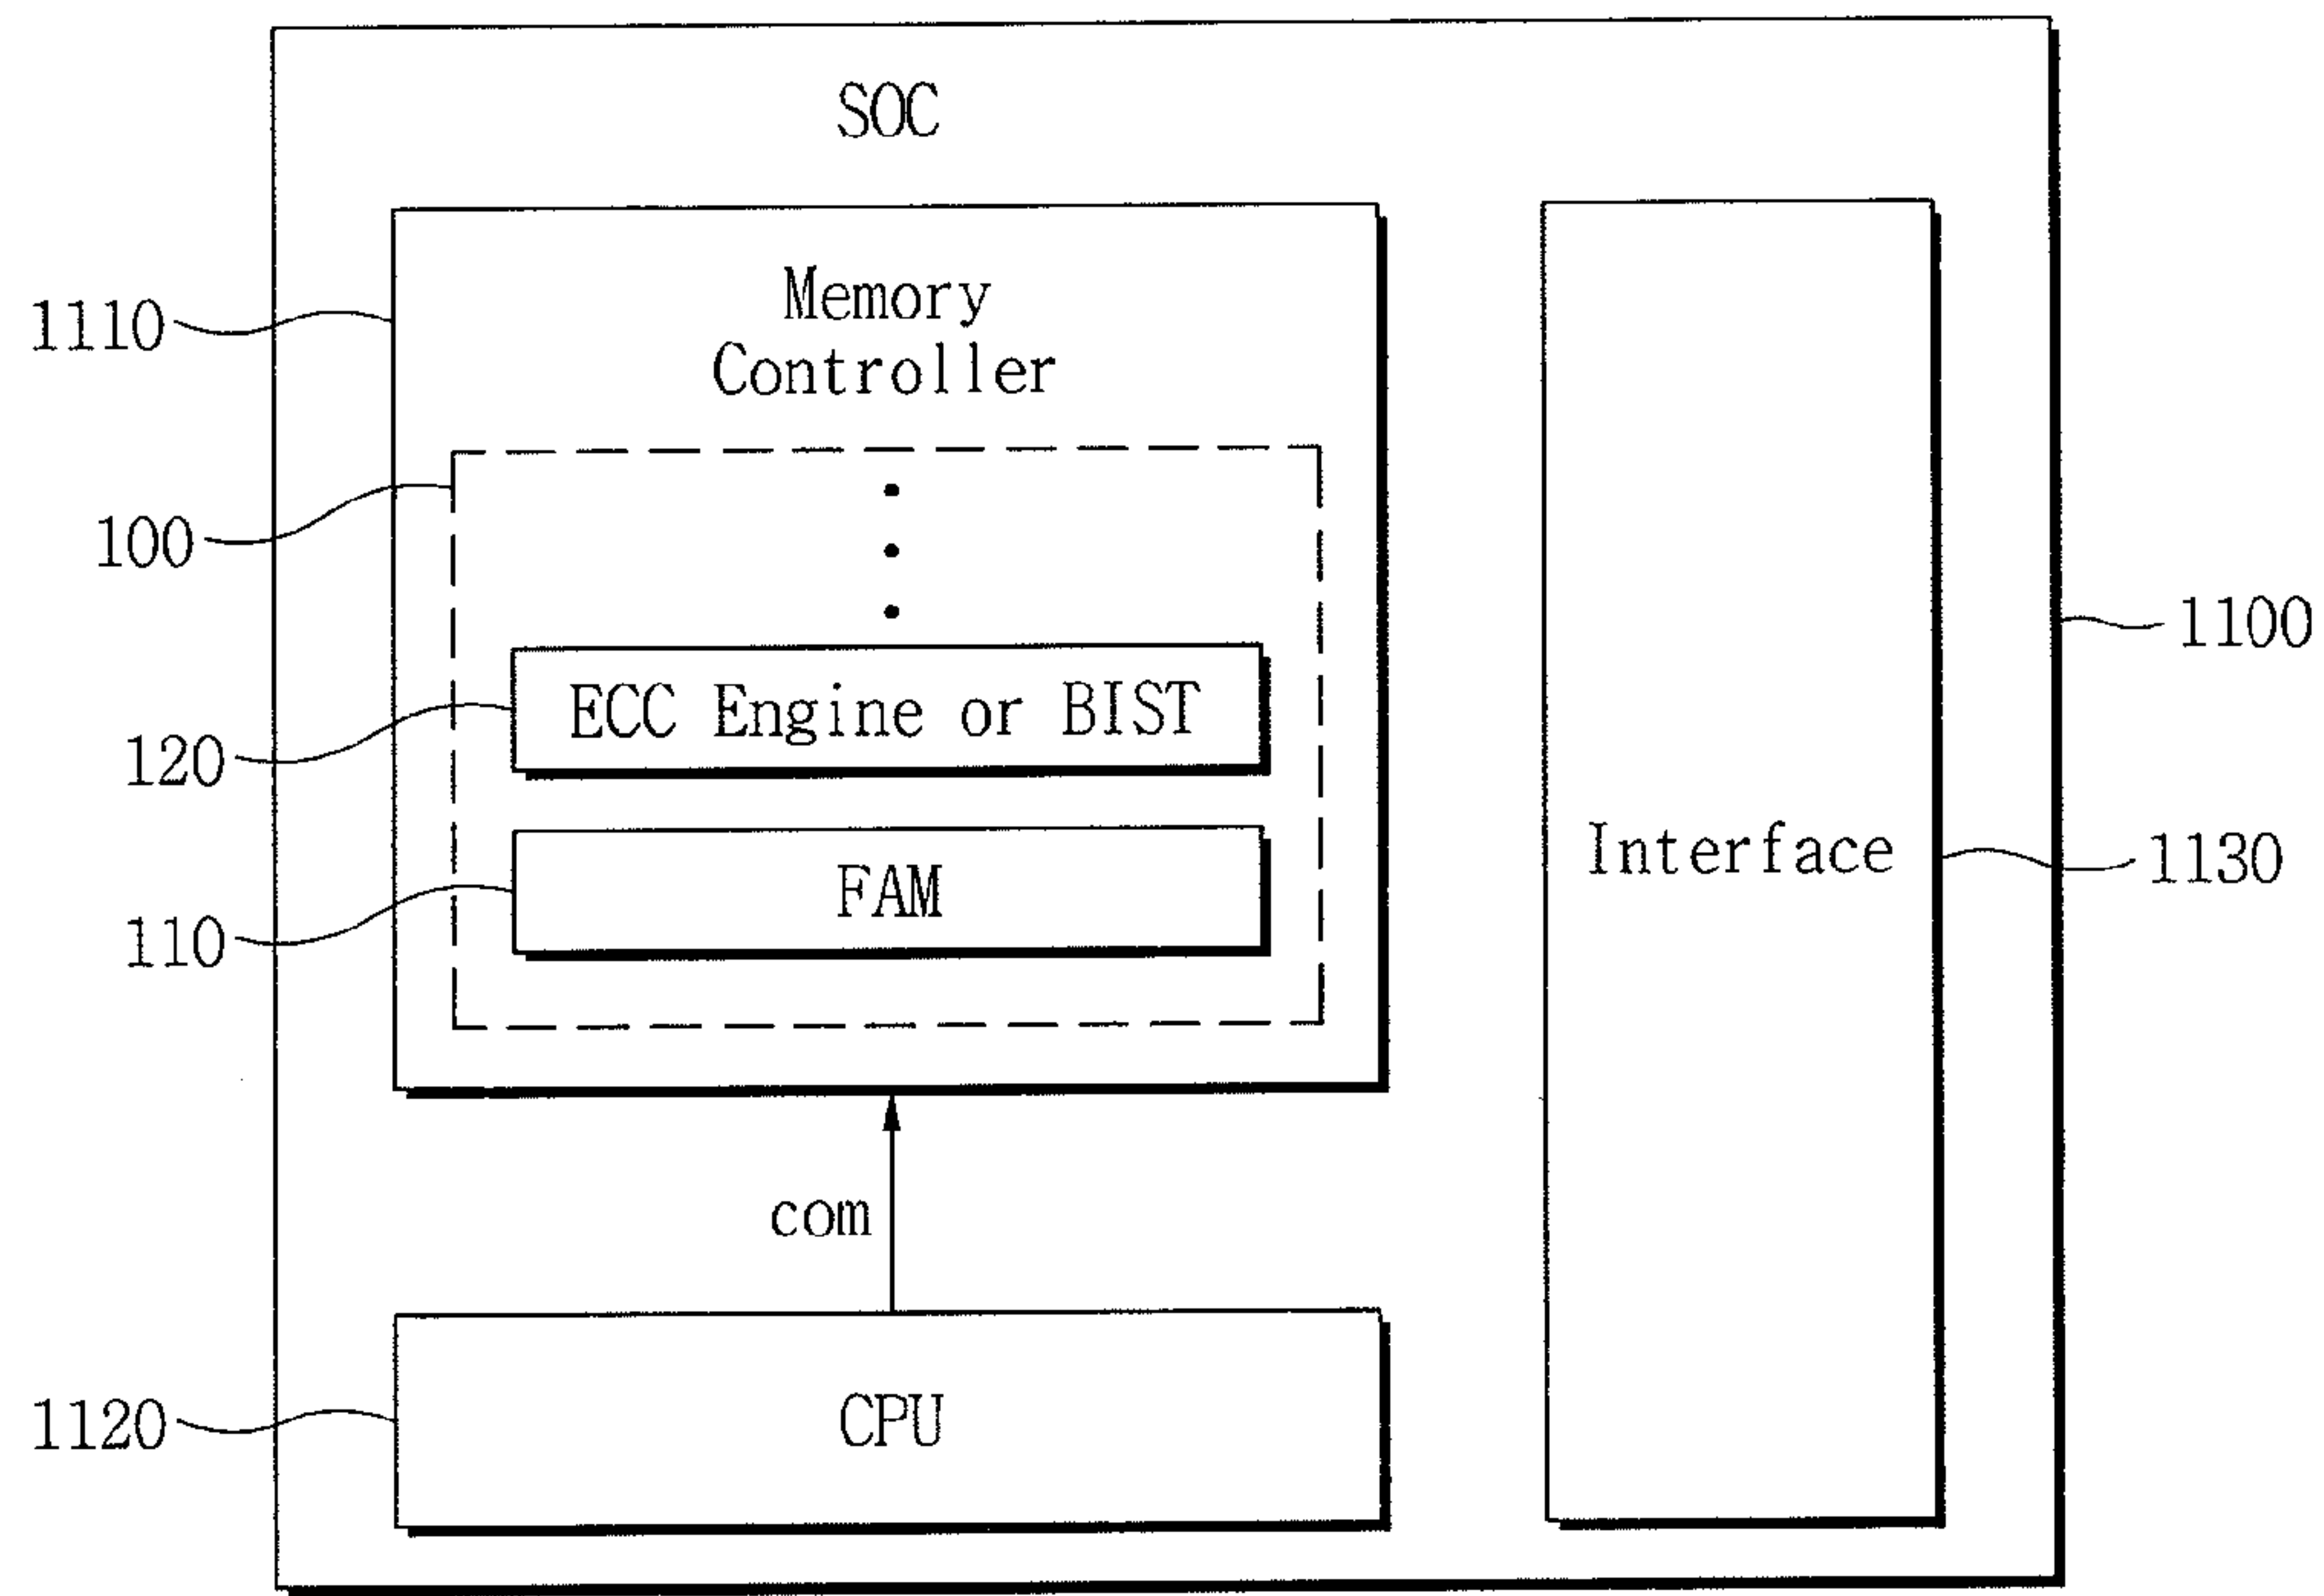 SOC
Memory
Controller
1110
100
ECC Engine or BIST
120
1100
FAM
110
Interface
1130
com
CPU
1120